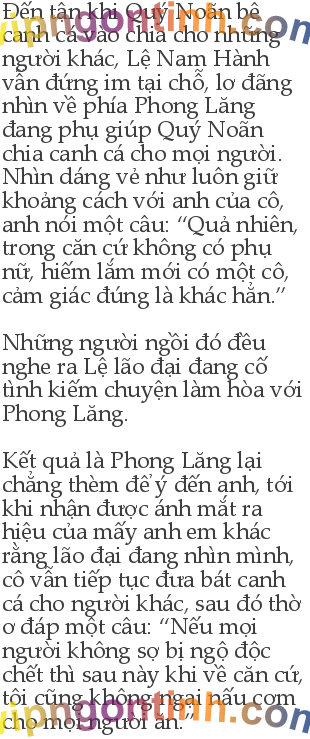 Đến tận khi quý Noãn bê
canh cá vào chia cho những
người khác, Lệ Nam Hành
vẫn đứng im tại chỗ, lơ đãng
nhìn về phía Phong Lăng
đang phụ giúp Quý Noãn
chia canh cá cho mọi người.
Nhìn dáng vẻ như luôn giữ
khoảng cách với anh của cô,
anh nói một câu: “Quả nhiên,
trong căn cứ không có phụ
nữ, hiếm lắm mới có một cô,
cảm giác đúng là khác hẳn.”
Những người ngồi đó đều
nghe ra Lệ lão đại đang cố
tình kiếm chuyện làm hòa với
Phong Lăng.
Kết quả là Phong Lăng lại
chẳng thèm để ý đến anh, tới
khi nhận được ánh mắt ra
hiệu của mấy anh em khác
rằng lão đại đang nhìn mình,
cô vẫn tiếp tục đưa bát canh
cá cho người khác, sau đó thờ
ơ đáp một câu: “Nếu mọi
người không sợ bị ngộ độc
chết thì sau này khi về căn cứ,
tôi cũng không ngại nấu cơm
cho mọi người ăn.”
vipngontinh.com
vipngontinh.com